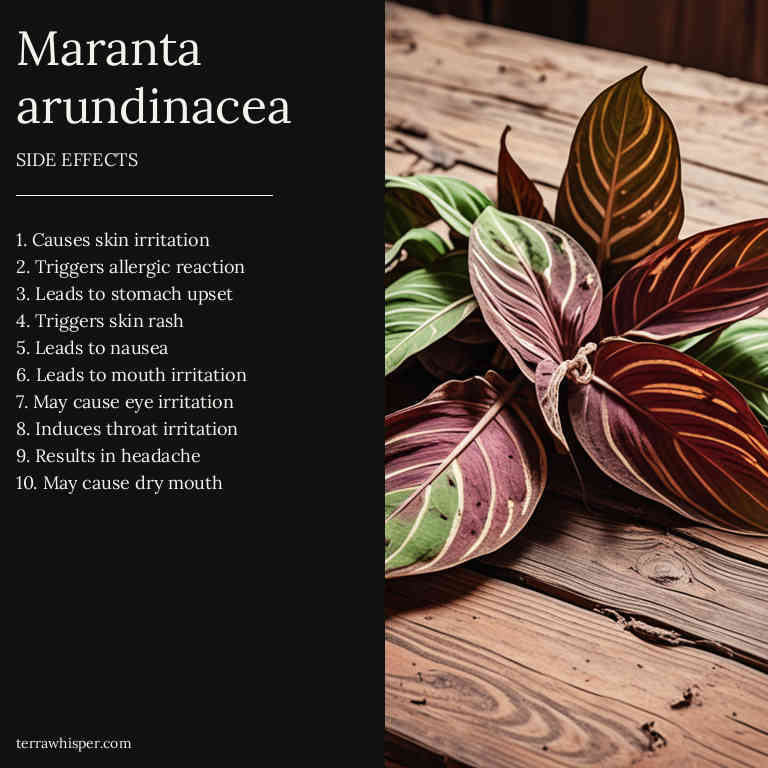 Maranta
arundinacea
SIDE EFFECTS
1. Causes skin irritation
2. Triggers allergic reaction
3. Leads to stomach upset
4. Triggers skin rash
5. Leads to nausea
6. Leads to mouth irritation
7. May cause eye irritation
8. Induces throat irritation
9. Results in headache
10. May cause dry mouth
terrawhisper.com